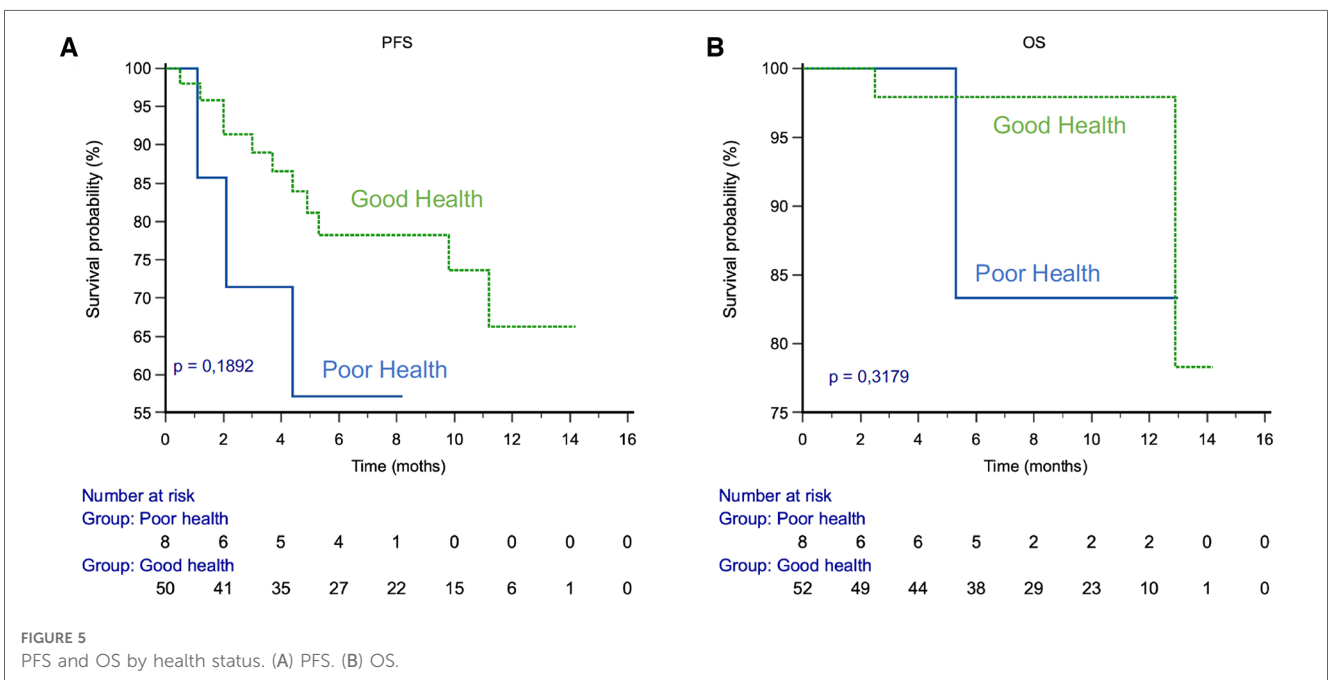 A
PFS
100
95
90
85
80
75
70
65
60
55
Survival probability (%)
Good Health
Poor Health
p = 0,1892
0 2 4 6 8 10 12 14 16
Time (moths)
Number at risk
Group: Poor health
8 6 5 4 1 0 0 0 0
Group: Good health
50 41 35 27 22 15 6 1 0
B
OS
100
95
90
85
80
75
Survival probability (%)
Good Health
Poor Health
p = 0,3179
0 2 4 6 8 10 12 14 16
Time (months)
Number at risk
Group: Poor health
8 6 6 5 2 2 2 0 0
Group: Good health
52 49 44 38 29 23 10 1 0
FIGURE 5
PFS and OS by health status. (A) PFS. (B) OS.